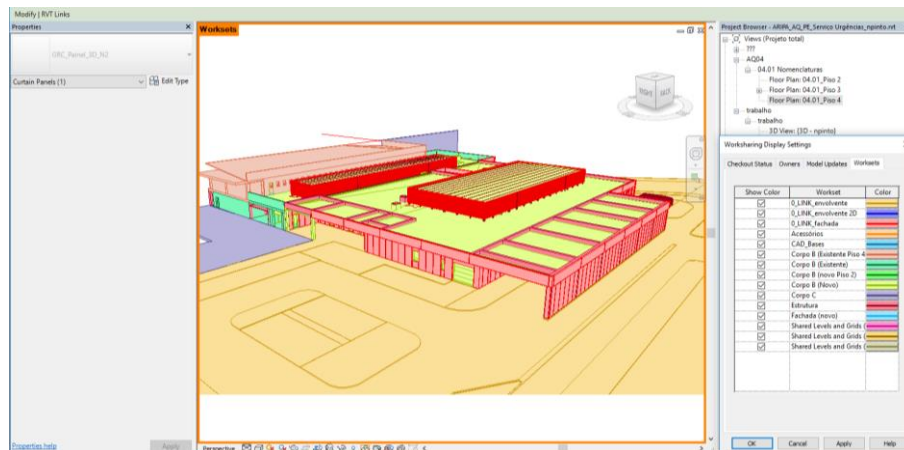 Modify | RVT Links
Properties
Curtain Panels (1)
Edit Type
Properties help
Apply
Worksets
BACK
Perspective
Project Browser - ARIPA_AQ_PE_Serviço Urgências_npinto.rvt
Views (Projeto total)
???
AQ04
04.01 Nomenclaturas
Floor Plan: 04.01_Piso 2
Floor Plan: 04.01_Piso 3
Floor Plan: 04.01_Piso 4
trabalho
trabalho
3D View: {3D - npinto}
Worksharing Display Settings
Checkout Status Owners Model Updates Worksets
Show Color Workset Color
0_LINK_envolvente
0_LINK_envolvente 2D
0_LINK_fachada
Acessórios
CAD_Bases
Corpo B (Existente Piso 4
Corpo B (Existente)
Corpo B (novo Piso 2)
Corpo B (Novo)
Corpo C
Estrutura
Fachada (novo)
Shared Levels and Grids (
Shared Levels and Grids (
Shared Levels and Grids (
OK Cancel Apply Help